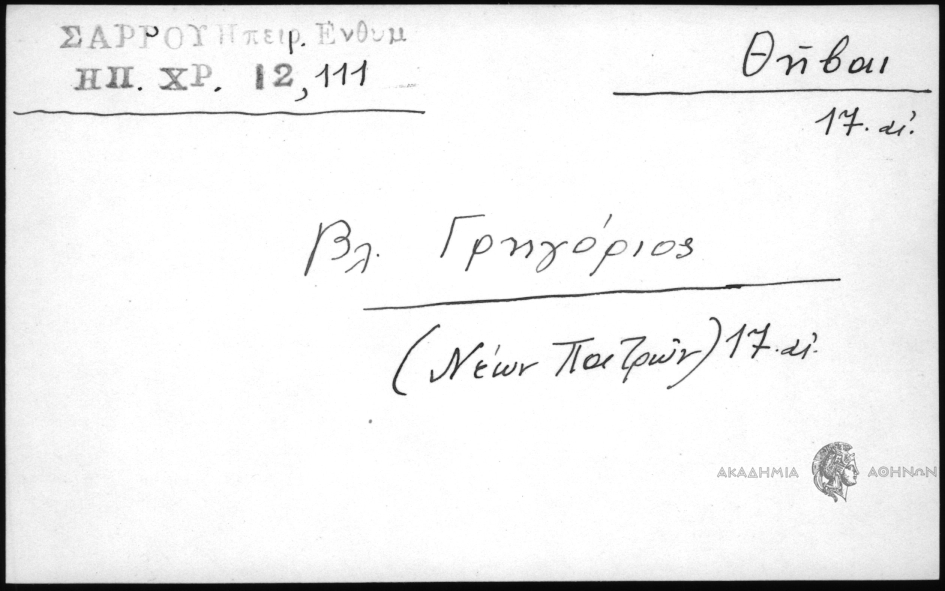 ΣΑΡΡΟΥ Ηπειρ. Ενθυμ
ΗΠ. ΧΡ. 12, 111
Θῆβαι
17. αἰ.
Βλ. Γρηγόριος
(Νέων Πατρῶν) 17. αἰ.
ΑΚΑΔΗΜΙΑ ΑΘΗΝΩΝ